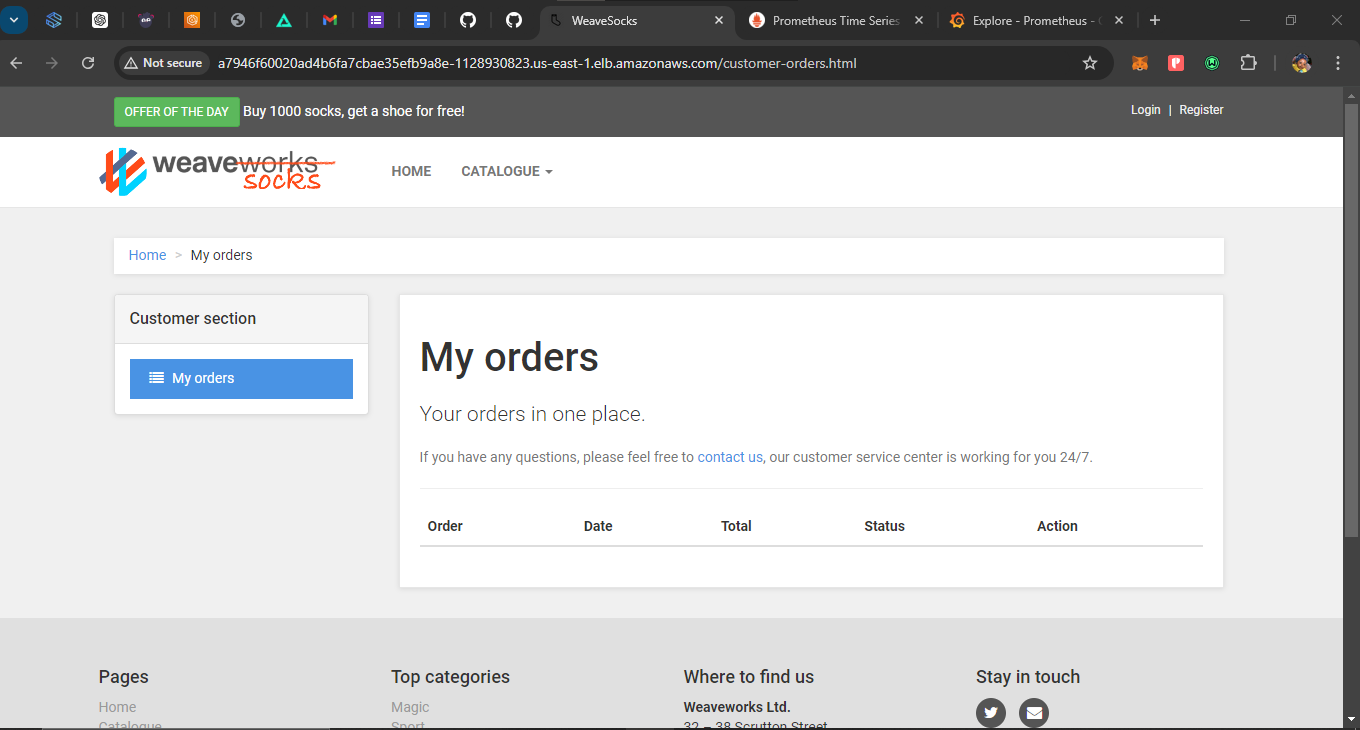 WeaveSocks
Prometheus Time Series
Explore - Prometheus -
Not secure
a7946f60020ad4b6fa7cbae35efb9a8e-1128930823.us-east-1.elb.amazonaws.com/customer-orders.html
OFFER OF THE DAY Buy 1000 socks, get a shoe for free!
Login | Register
weaveworks
socks
HOME CATALOGUE
Home > My orders
Customer section
My orders
My orders
Your orders in one place.
If you have any questions, please feel free to contact us, our customer service center is working for you 24/7.
Order Date Total Status Action
Pages
Home
Catalogue
Top categories
Magic
Sport
Where to find us
Weaveworks Ltd.
32 – 38 Scrutton Street
Stay in touch